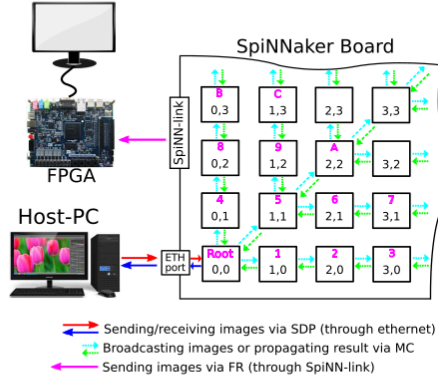 SpiNNaker Board
B
C
0,3
1,3
2,3
3,3
SpiNN-link
FPGA
8
9
A
0,2
1,2
2,2
3,2
4
5
6
7
0,1
1,1
2,1
3,1
Host-PC
ETH
port
Root
1
2
3
0,0
1,0
2,0
3,0
Sending/receiving images via SDP (through ethernet)
Broadcasting images or propagating result via MC
Sending images via FR (through SpiNN-link)